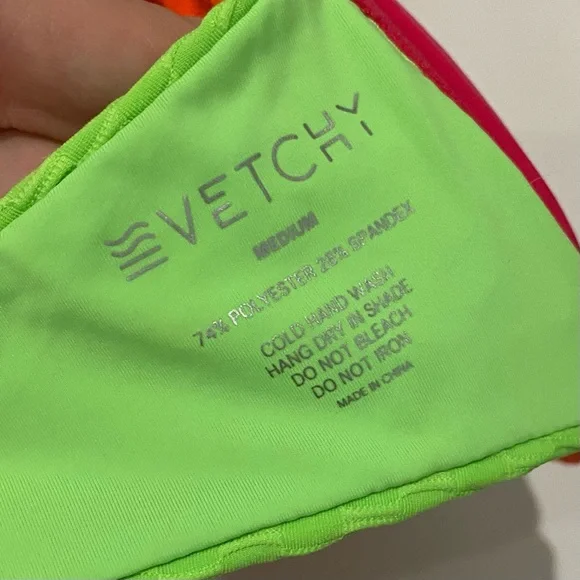 VETCHY
MEDIUM
74% POLYESTER 26% SPANDEX
COLD HAND WASH
HANG DRY IN SHADE
DO NOT BLEACH
DO NOT IRON
MADE IN CHINA